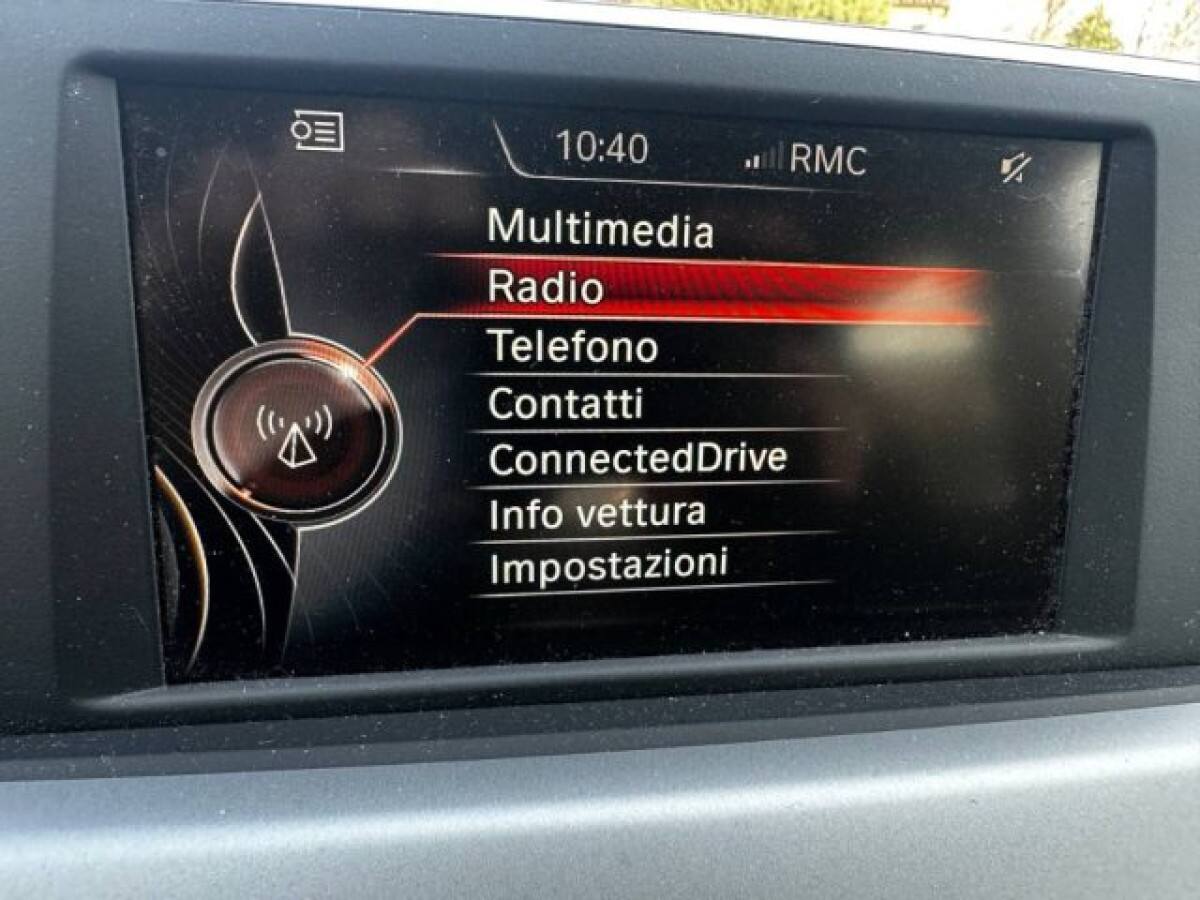 10:40 RMC
Multimedia
Radio
Telefono
Contatti
ConnectedDrive
Info vettura
Impostazioni